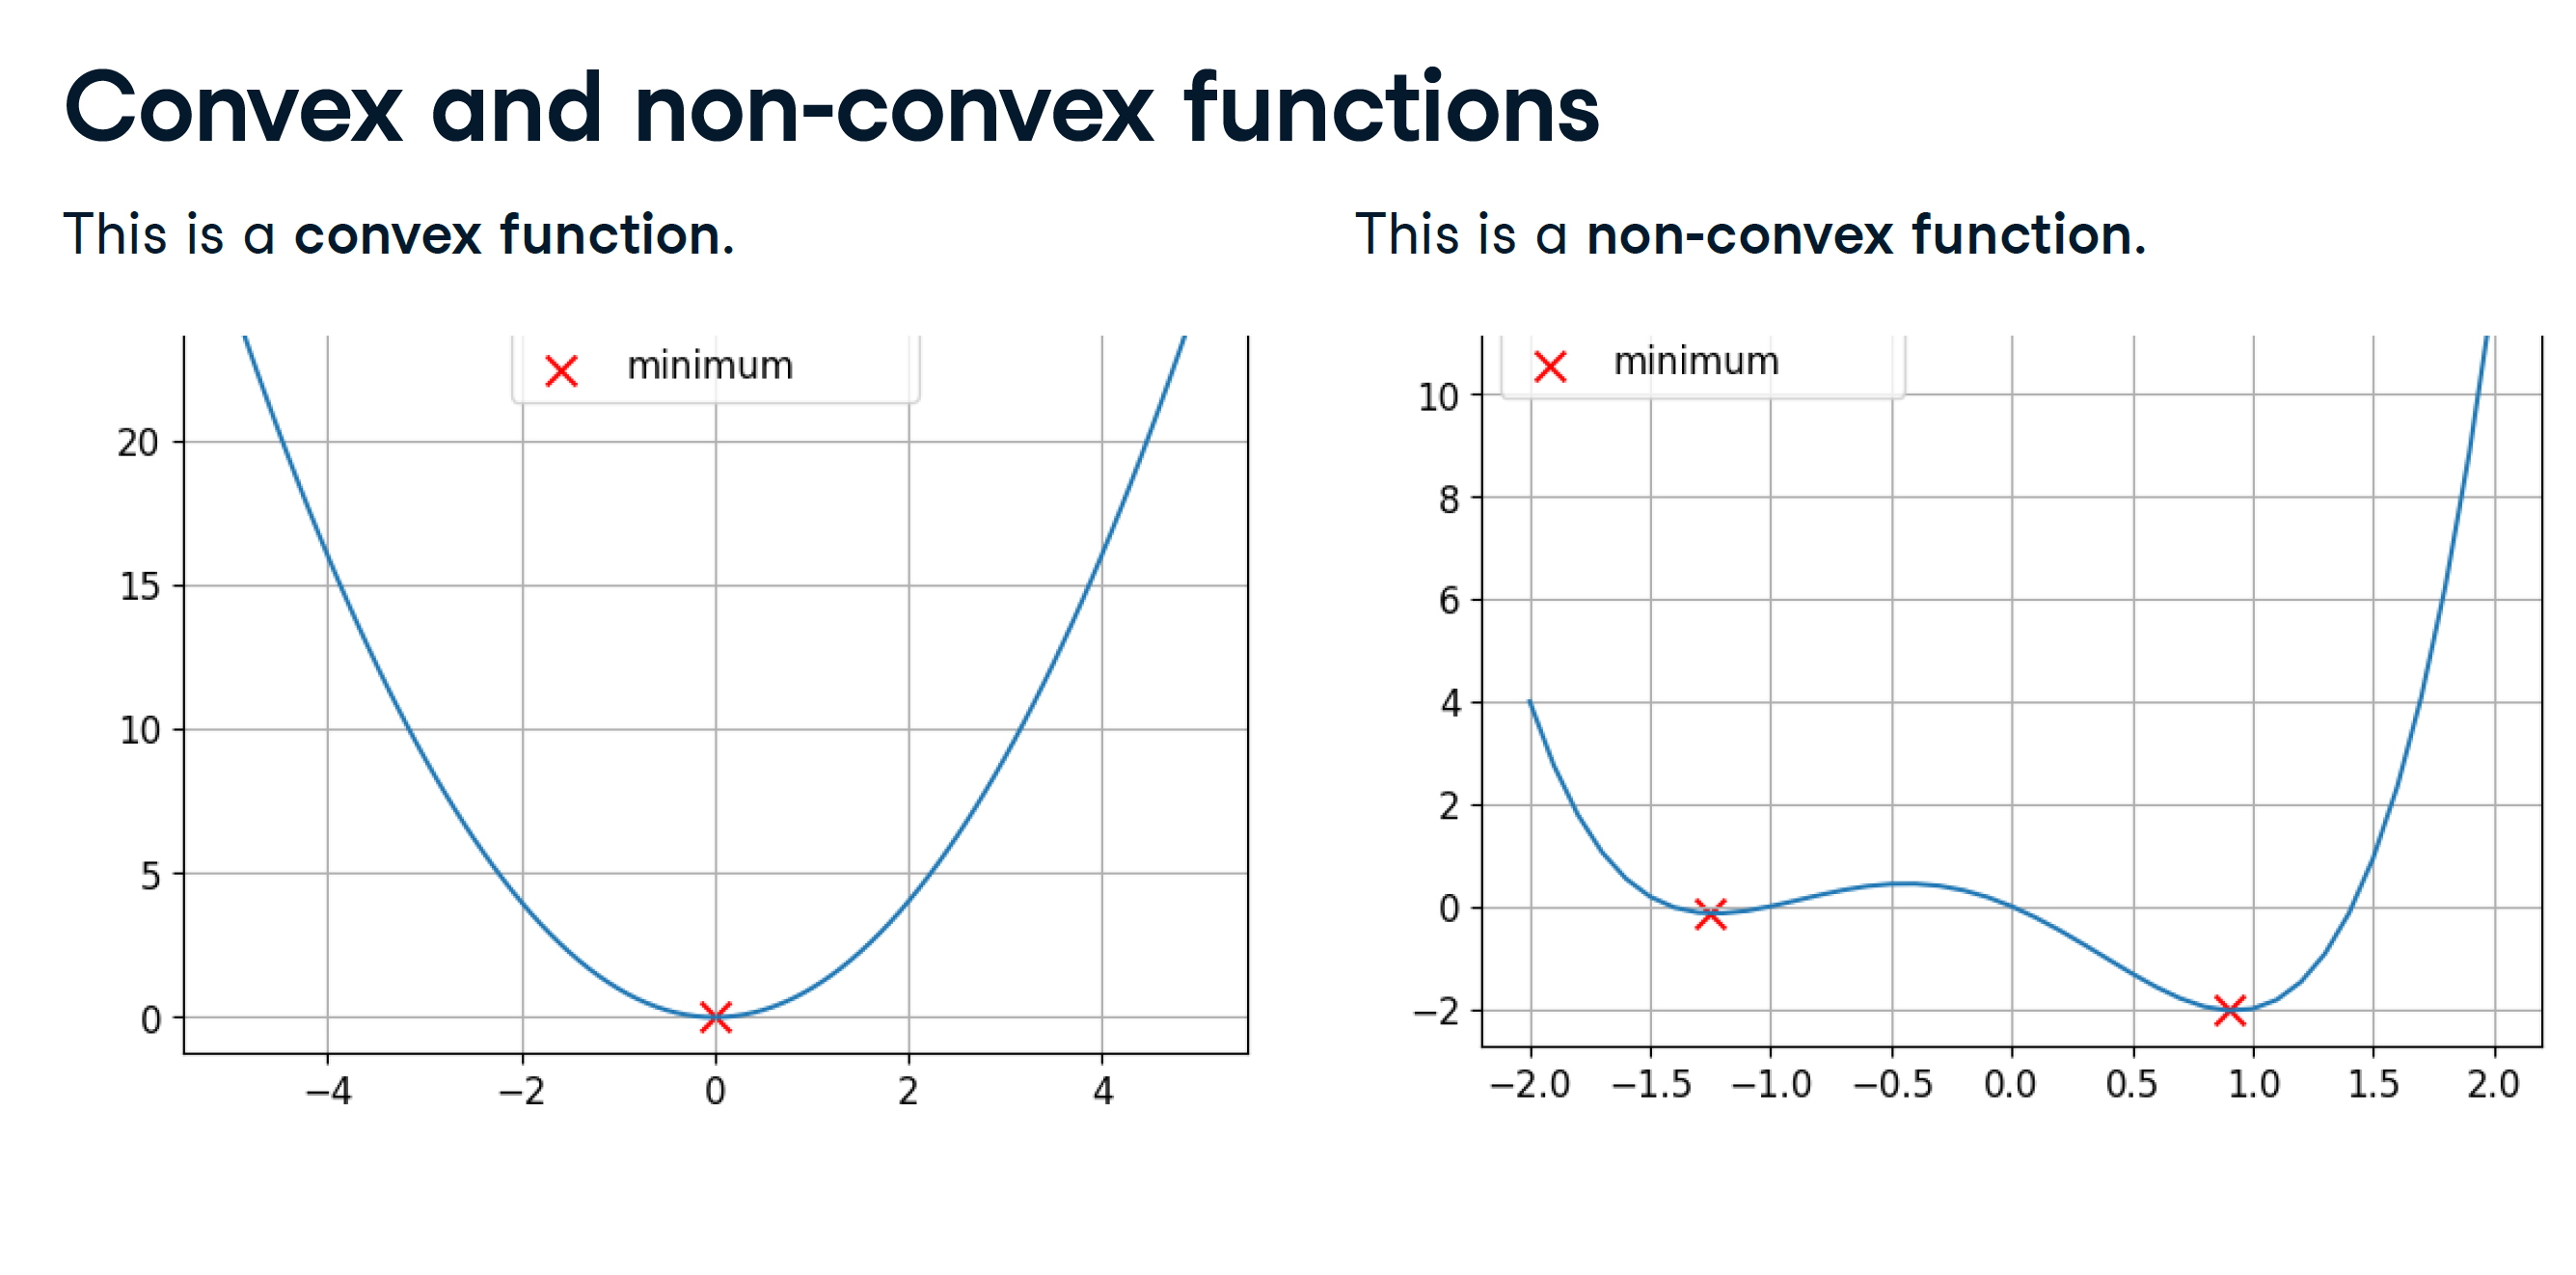 Convex and non-convex functions
This is a convex function.
This is a non-convex function.
minimum
20
15
10
5
0
−4 −2 0 2 4
minimum
10
8
6
4
2
0
−2
−2.0 −1.5 −1.0 −0.5 0.0 0.5 1.0 1.5 2.0